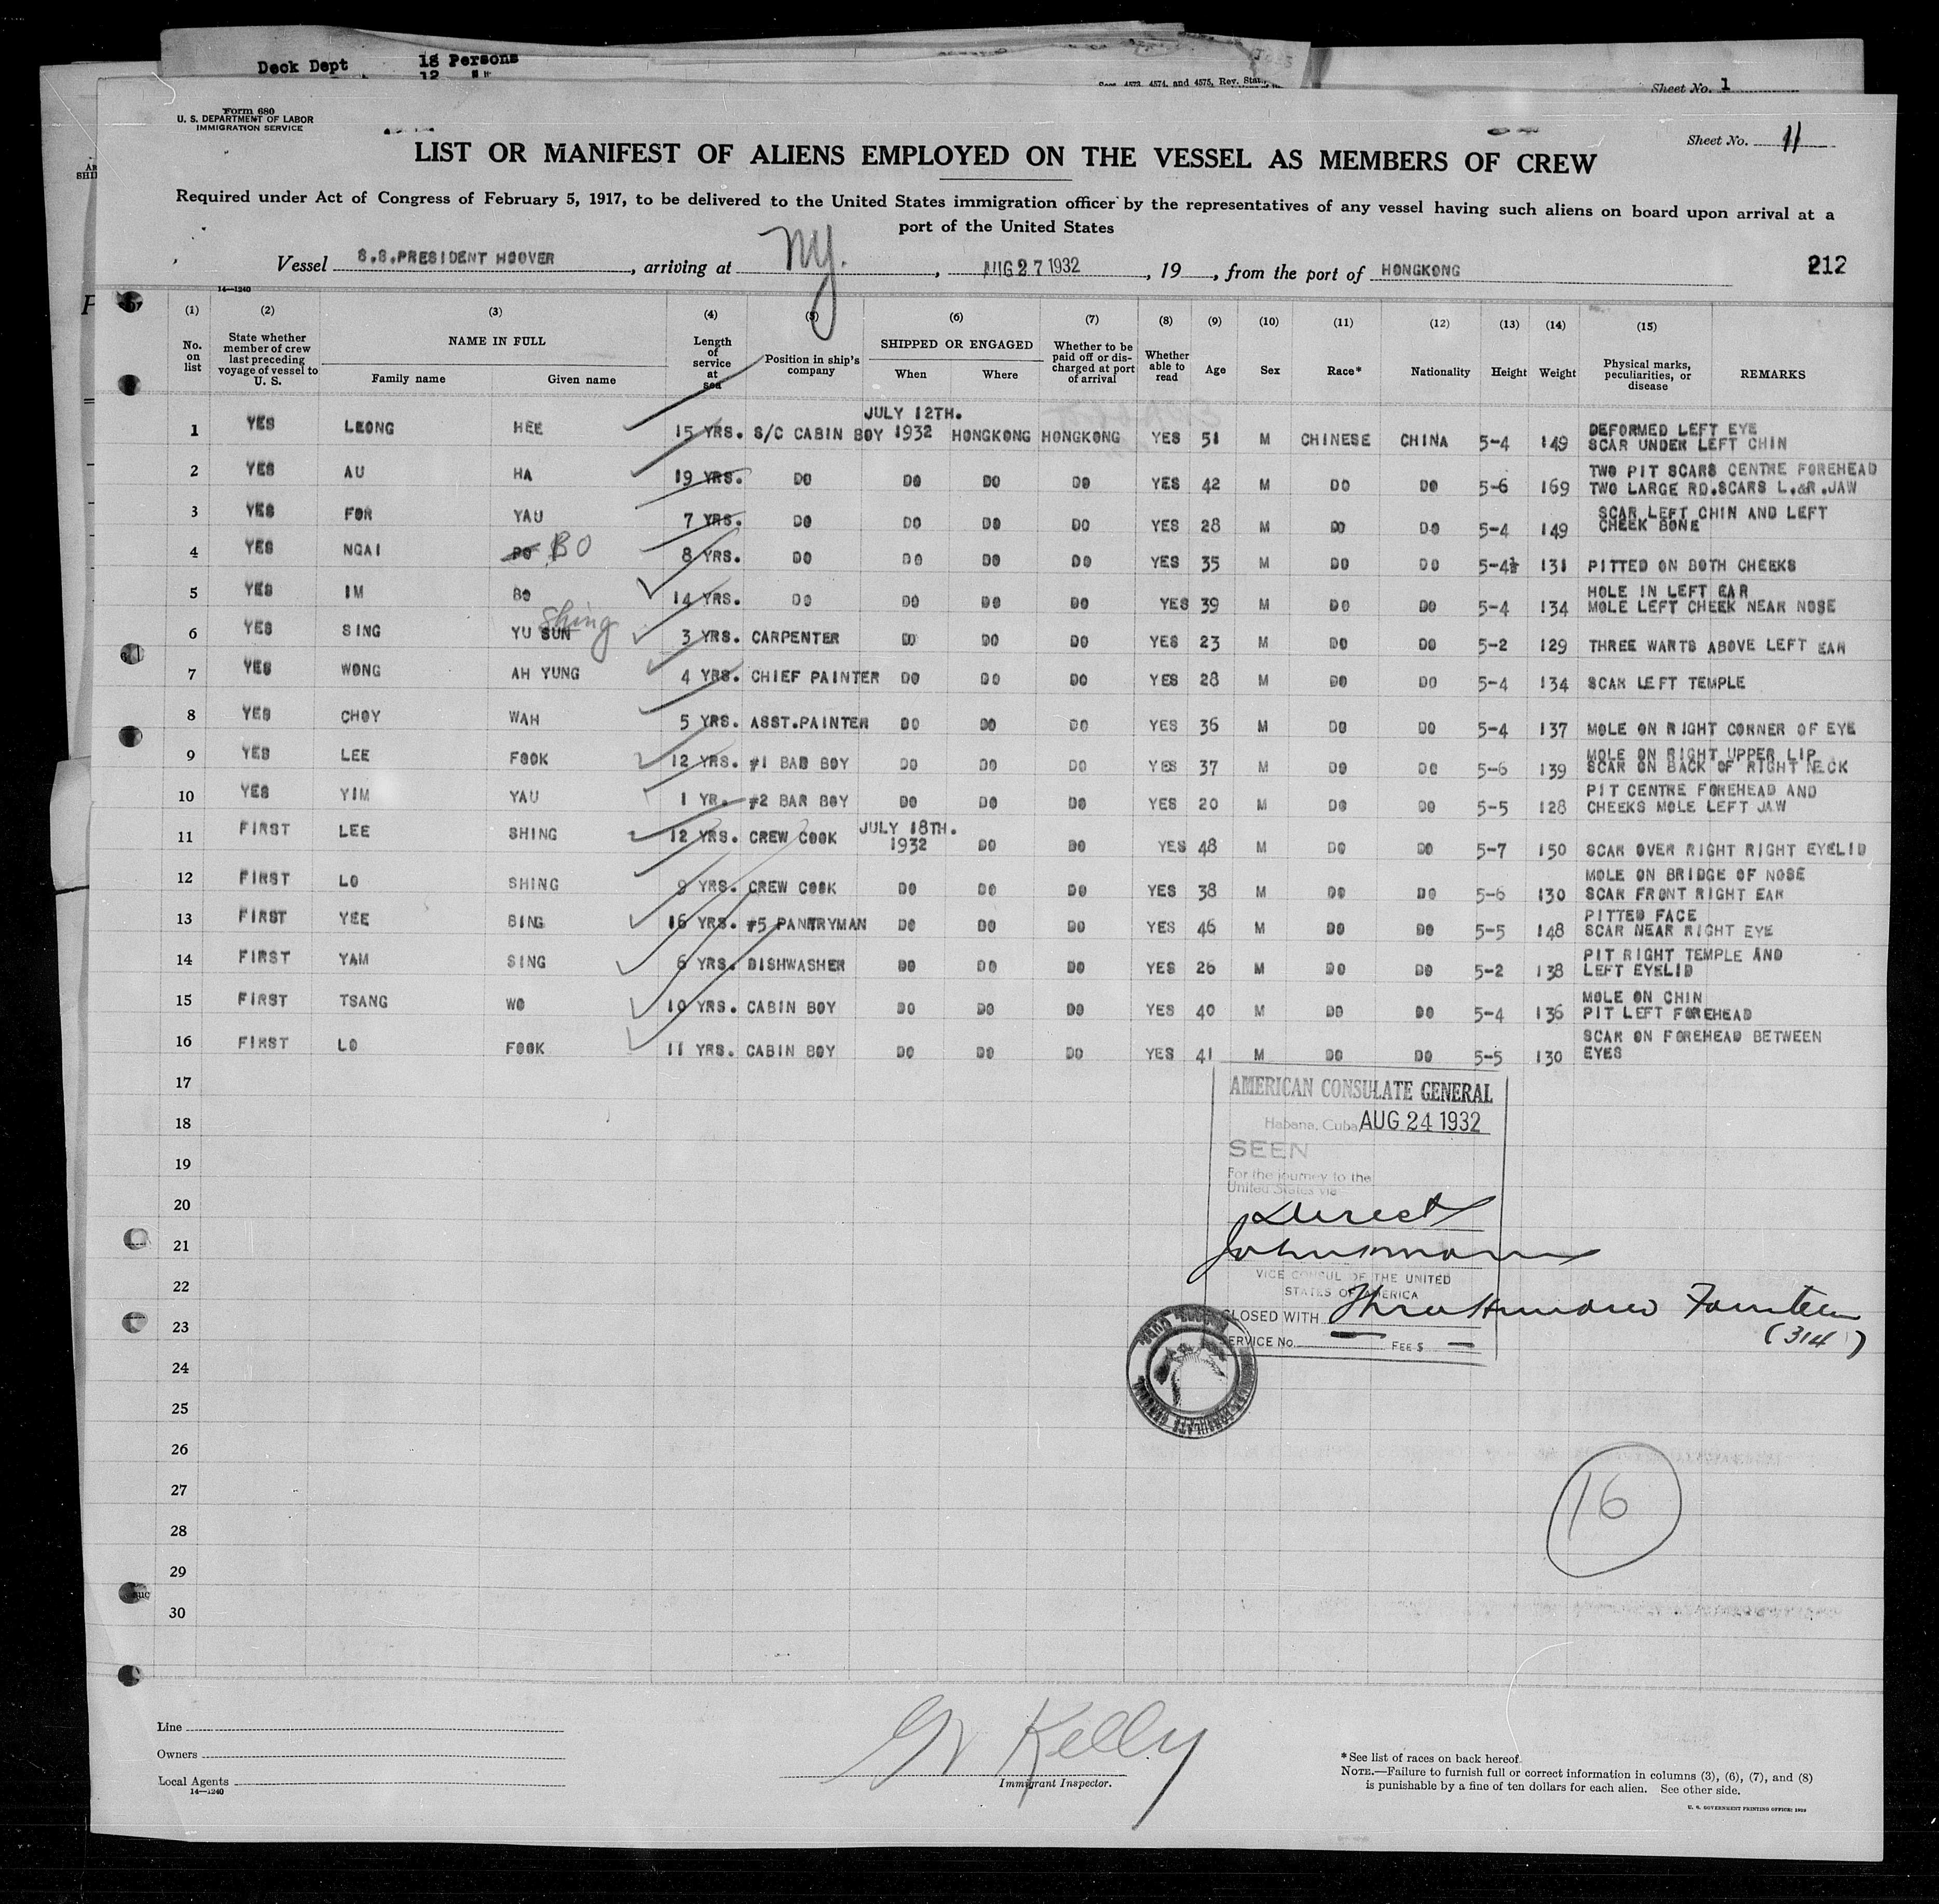 Deck Dept 18 Persons
12 "
Secs. 4573, 4574, and 4575, Rev. Stat.
Sheet No. 1
Form 680
U. S. DEPARTMENT OF LABOR
IMMIGRATION SERVICE
Sheet No. 11
LIST OR MANIFEST OF ALIENS EMPLOYED ON THE VESSEL AS MEMBERS OF CREW
Required under Act of Congress of February 5, 1917, to be delivered to the United States immigration officer by the representatives of any vessel having such aliens on board upon arrival at a
port of the United States
Vessel S.S.PRESIDENT HOOVER, arriving at NY., AUG 27 1932, 19, from the port of HONGKONG
212
14—1240
(1) (2) (3) (4) (5) (6) (7) (8) (9) (10) (11) (12) (13) (14) (15)
No. on list State whether member of crew last preceding voyage of vessel to U. S. NAME IN FULL Family name Given name Length of service at sea Position in ship's company SHIPPED OR ENGAGED When Where Whether to be paid off or discharged at port of arrival Whether able to read Age Sex Race* Nationality Height Weight Physical marks, peculiarities, or disease REMARKS
1 YES LEONG HEE 15 YRS. S/C CABIN BOY JULY 12TH. 1932 HONGKONG HONGKONG YES 51 M CHINESE CHINA 5-4 149 DEFORMED LEFT EYE SCAR UNDER LEFT CHIN
2 YES AU HA 19 YRS. DO DO DO DO YES 42 M DO DO 5-6 169 TWO PIT SCARS CENTRE FOREHEAD TWO LARGE RD.SCARS L.&R.JAW
3 YES FOR YAU 7 YRS. DO DO DO DO YES 28 M DO DO 5-4 149 SCAR LEFT CHIN AND LEFT CHEEK BONE
4 YES NGAI PO BO 8 YRS. DO DO DO DO YES 35 M DO DO 5-4½ 131 PITTED ON BOTH CHEEKS
5 YES IM BO 14 YRS. DO DO DO DO YES 39 M DO DO 5-4 134 HOLE IN LEFT EAR MOLE LEFT CHEEK NEAR NOSE
6 YES SING YU SUN Shing 3 YRS. CARPENTER DO DO DO YES 23 M DO DO 5-2 129 THREE WARTS ABOVE LEFT EAR
7 YES WONG AH YUNG 4 YRS. CHIEF PAINTER DO DO DO YES 28 M DO DO 5-4 134 SCAR LEFT TEMPLE
8 YES CHOY WAH 5 YRS. ASST.PAINTER DO DO DO YES 36 M DO DO 5-4 137 MOLE ON RIGHT CORNER OF EYE
9 YES LEE FOOK 12 YRS. #1 BAR BOY DO DO DO YES 37 M DO DO 5-6 139 MOLE ON RIGHT UPPER LIP SCAR ON BACK OF RIGHT NECK
10 YES YIM YAU 1 YR. #2 BAR BOY DO DO DO YES 20 M DO DO 5-5 128 PIT CENTRE FOREHEAD AND CHEEKS MOLE LEFT JAW
11 FIRST LEE SHING 12 YRS. CREW COOK JULY 18TH. 1932 DO DO YES 48 M DO DO 5-7 150 SCAR OVER RIGHT RIGHT EYELID
12 FIRST LO SHING 9 YRS. CREW COOK DO DO DO YES 38 M DO DO 5-6 130 MOLE ON BRIDGE OF NOSE SCAR FRONT RIGHT EAR
13 FIRST YEE BING 16 YRS. #5 PANTRYMAN DO DO DO YES 46 M DO DO 5-5 148 PITTED FACE SCAR NEAR RIGHT EYE
14 FIRST YAM SING 6 YRS. DISHWASHER DO DO DO YES 26 M DO DO 5-2 138 PIT RIGHT TEMPLE AND LEFT EYELID
15 FIRST TSANG WO 10 YRS. CABIN BOY DO DO DO YES 40 M DO DO 5-4 136 MOLE ON CHIN PIT LEFT FOREHEAD
16 FIRST LO FOOK 11 YRS. CABIN BOY DO DO DO YES 41 M DO DO 5-5 130 SCAR ON FOREHEAD BETWEEN EYES
17
18
19
20
21
22
23
24
25
26
27
28
29
30
AMERICAN CONSULATE GENERAL
Habana, Cuba AUG 24 1932
SEEN
For the journey to the
United States via
Direct
VICE CONSUL OF THE UNITED
STATES OF AMERICA
CLOSED WITH Three Hundred Fourteen
(314)
SERVICE No. — FEE $ —
16
Line
Owners
Local Agents
14—1240
Kelly
Immigrant Inspector.
* See list of races on back hereof.
NOTE.—Failure to furnish full or correct information in columns (3), (6), (7), and (8)
is punishable by a fine of ten dollars for each alien. See other side.
U. S. GOVERNMENT PRINTING OFFICE: 1929